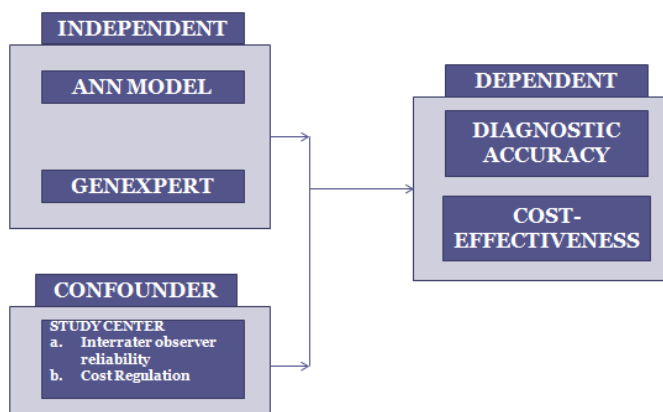 INDEPENDENT
ANN MODEL
GENEXPERT
CONFOUNDER
STUDY CENTER
a. Interrater observer
reliability
b. Cost Regulation
DEPENDENT
DIAGNOSTIC
ACCURACY
COST-
EFFECTIVENESS